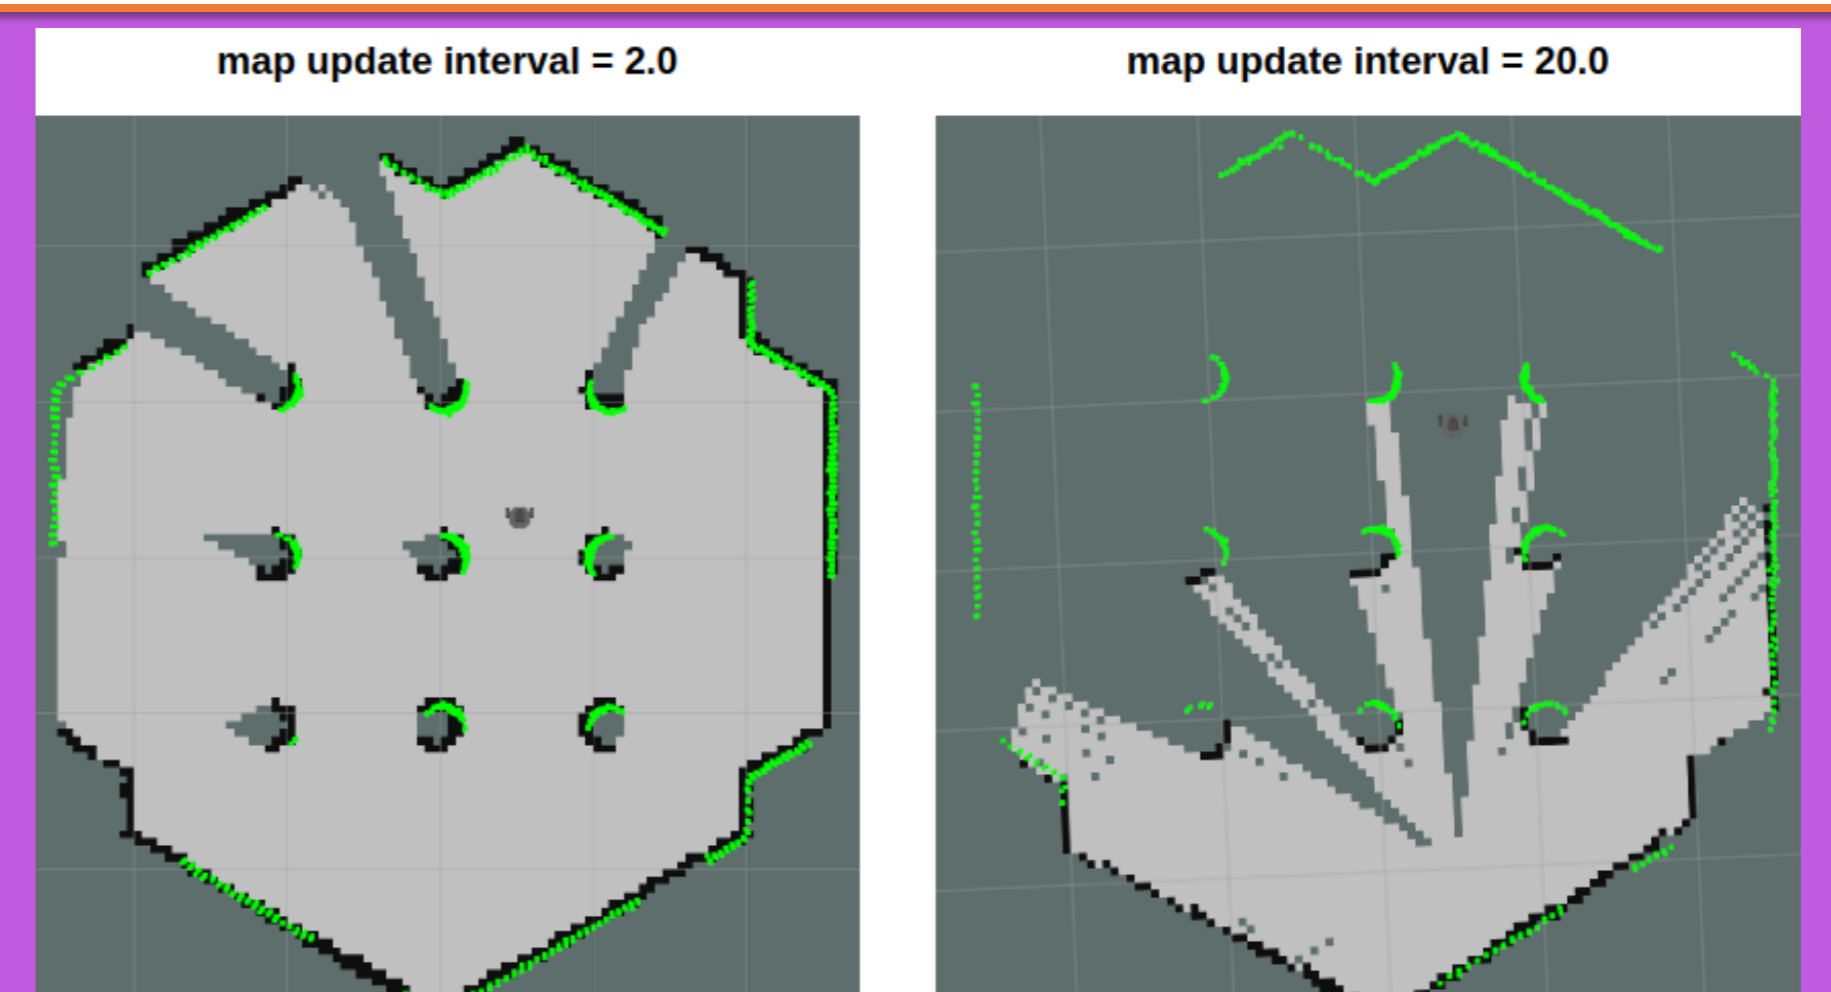 map update interval = 2.0
map update interval = 20.0